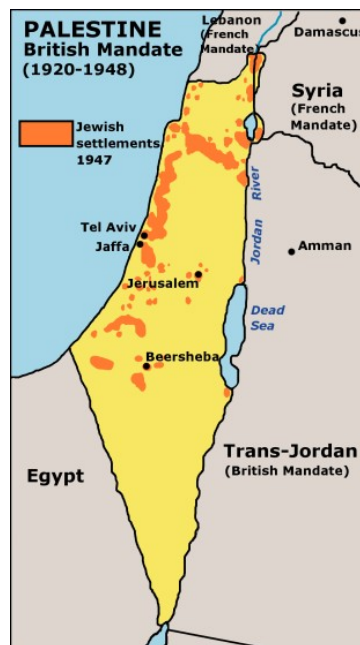 PALESTINE
British Mandate
(1920-1948)
Lebanon
(French
Mandate)
Damascus
Jewish
settlements,
1947
Syria
(French
Mandate)
River
Jordan
Tel Aviv
Jaffa
Amman
Jerusalem
Dead
Sea
Beersheba
Egypt
Trans-Jordan
(British Mandate)